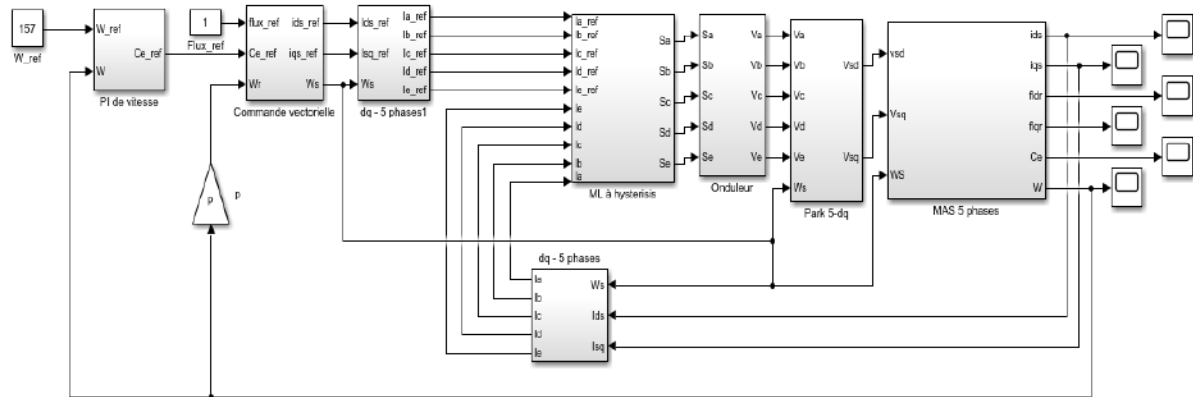 157
W_ref
W_ref
W
Ce_ref
PI de vitesse
1
Flux_ref
flux_ref
Ce_ref
Wr
ids_ref
iqs_ref
Ws
Commande vectorielle
Ids_ref
Isq_ref
Ws
Ia_ref
Ib_ref
Ic_ref
Id_ref
Ie_ref
dq - 5 phases1
Ia_ref
Ib_ref
Ic_ref
Id_ref
Ie_ref
Ie
Id
Ic
Ib
Ia
Sa
Sb
Sc
Sd
Se
ML à hysterisis
Sa
Sb
Sc
Sd
Se
Va
Vb
Vc
Vd
Ve
Onduleur
Va
Vb
Vc
Vd
Ve
Ws
Vsd
Vsq
Park 5-dq
vsd
Vsq
WS
ids
iqs
fidr
fiqr
Ce
W
MAS 5 phases
p
p
dq - 5 phases
Ia
Ib
Ic
Id
Ie
Ws
Ids
Isq